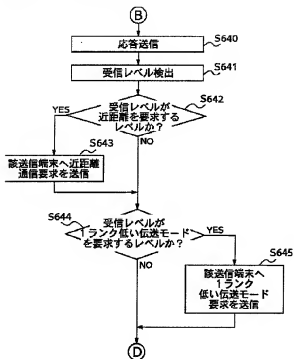 B
応答送信
S640
受信レベル検出
S641
受信レベルが
近距離を要求する
レベルか?
S642
YES
NO
S643
該送信端末へ近距離
通信要求を送信
S644
受信レベルが
1ランク低い伝送モード
を要求するレベルか?
YES
NO
S645
該送信端末へ
1ランク
低い伝送モード
要求を送信
D